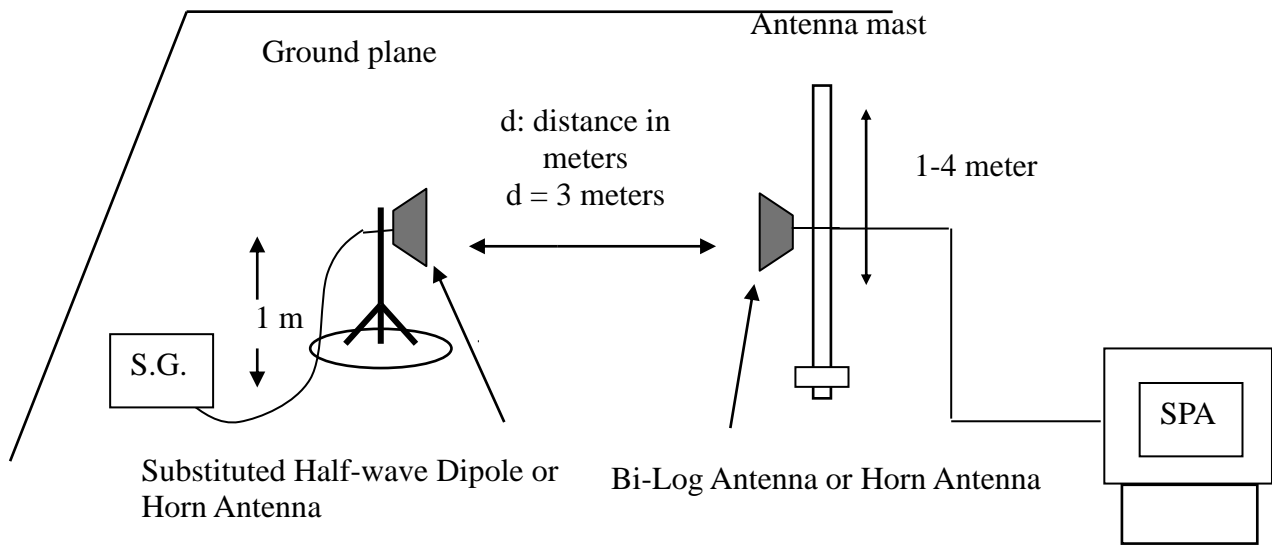 Antenna mast
Ground plane
d: distance in
meters
d = 3 meters
1-4 meter
1 m
S.G.
SPA
Substituted Half-wave Dipole or
Horn Antenna
Bi-Log Antenna or Horn Antenna